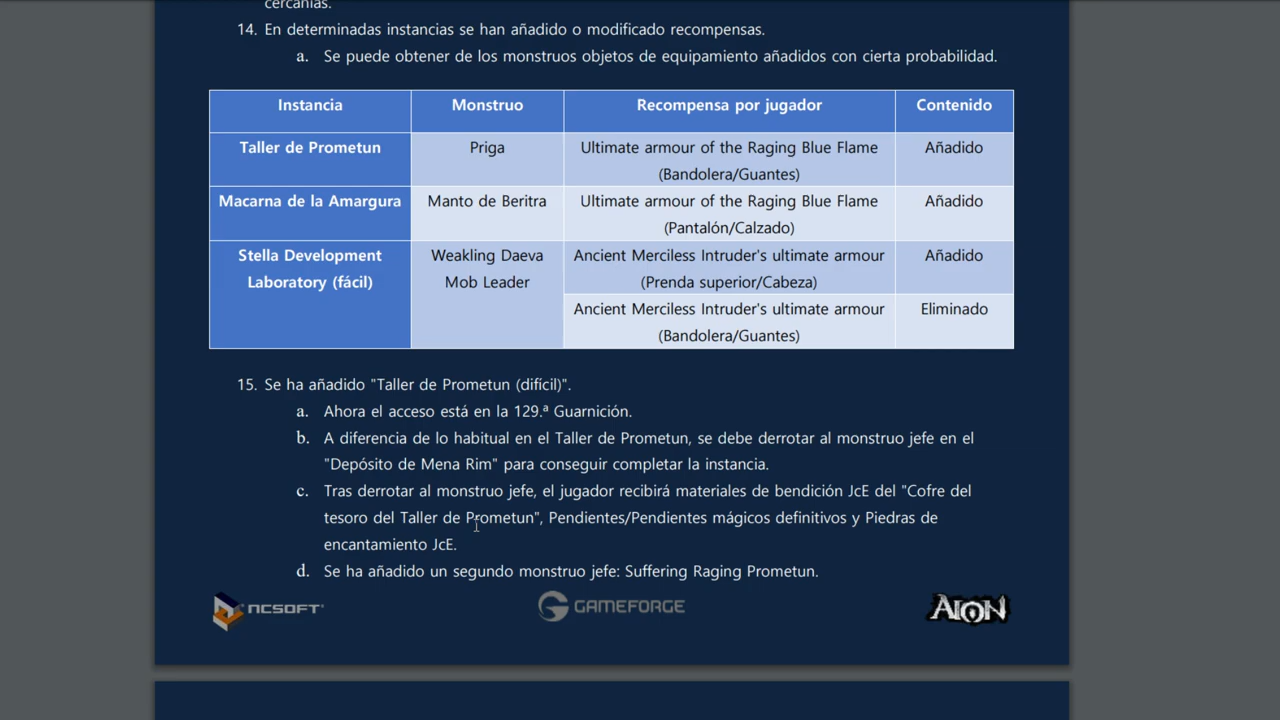 cercanías.
14. En determinadas instancias se han añadido o modificado recompensas.
a. Se puede obtener de los monstruos objetos de equipamiento añadidos con cierta probabilidad.
Instancia Monstruo Recompensa por jugador Contenido
Taller de Prometun Priga Ultimate armour of the Raging Blue Flame Añadido
(Bandolera/Guantes)
Macarna de la Amargura Manto de Beritra Ultimate armour of the Raging Blue Flame Añadido
(Pantalón/Calzado)
Stella Development Weakling Daeva Ancient Merciless Intruder's ultimate armour Añadido
Laboratory (fácil) Mob Leader (Prenda superior/Cabeza)
Ancient Merciless Intruder's ultimate armour Eliminado
(Bandolera/Guantes)
15. Se ha añadido "Taller de Prometun (difícil)".
a. Ahora el acceso está en la 129.ª Guarnición.
b. A diferencia de lo habitual en el Taller de Prometun, se debe derrotar al monstruo jefe en el
"Depósito de Mena Rim" para conseguir completar la instancia.
c. Tras derrotar al monstruo jefe, el jugador recibirá materiales de bendición JcE del "Cofre del
tesoro del Taller de Prometun", Pendientes/Pendientes mágicos definitivos y Piedras de
encantamiento JcE.
d. Se ha añadido un segundo monstruo jefe: Suffering Raging Prometun.
NCSOFT GAMEFORGE AION